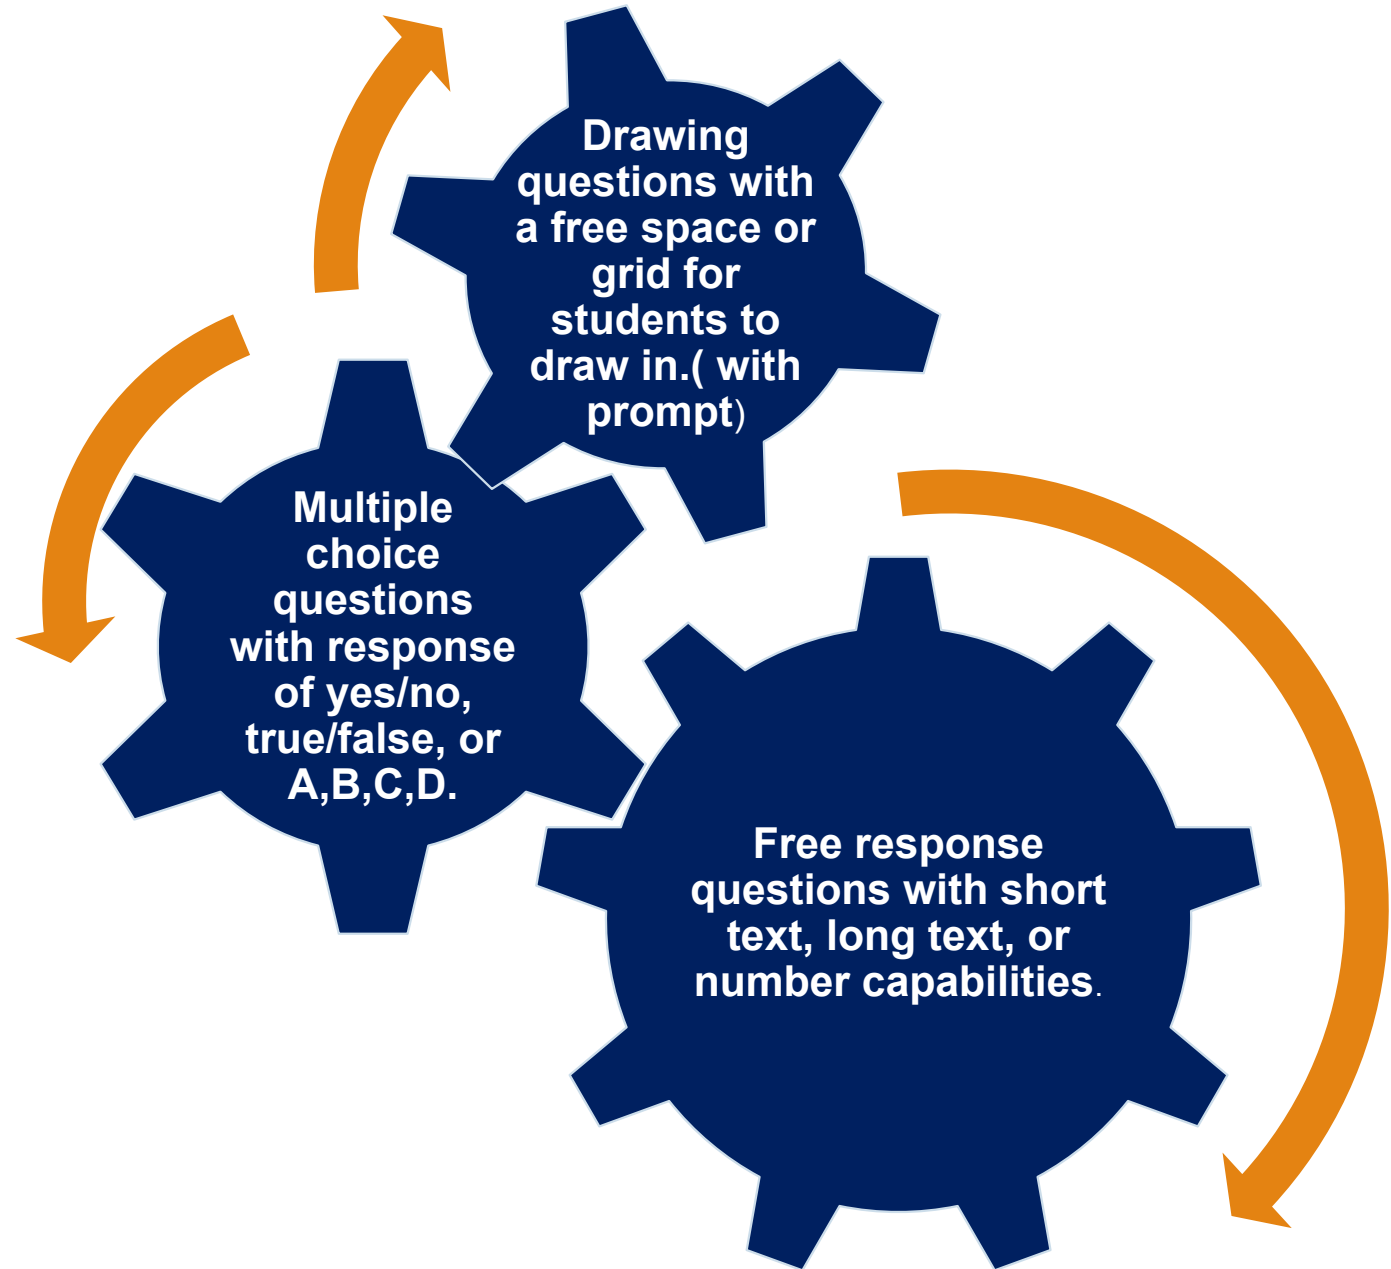 Drawing
questions with
a free space or
grid for
students to
draw in.( with
prompt)
Multiple
choice
questions
with response
of yes/no,
true/false, or
A,B,C,D.
Free response
questions with short
text, long text, or
number capabilities.